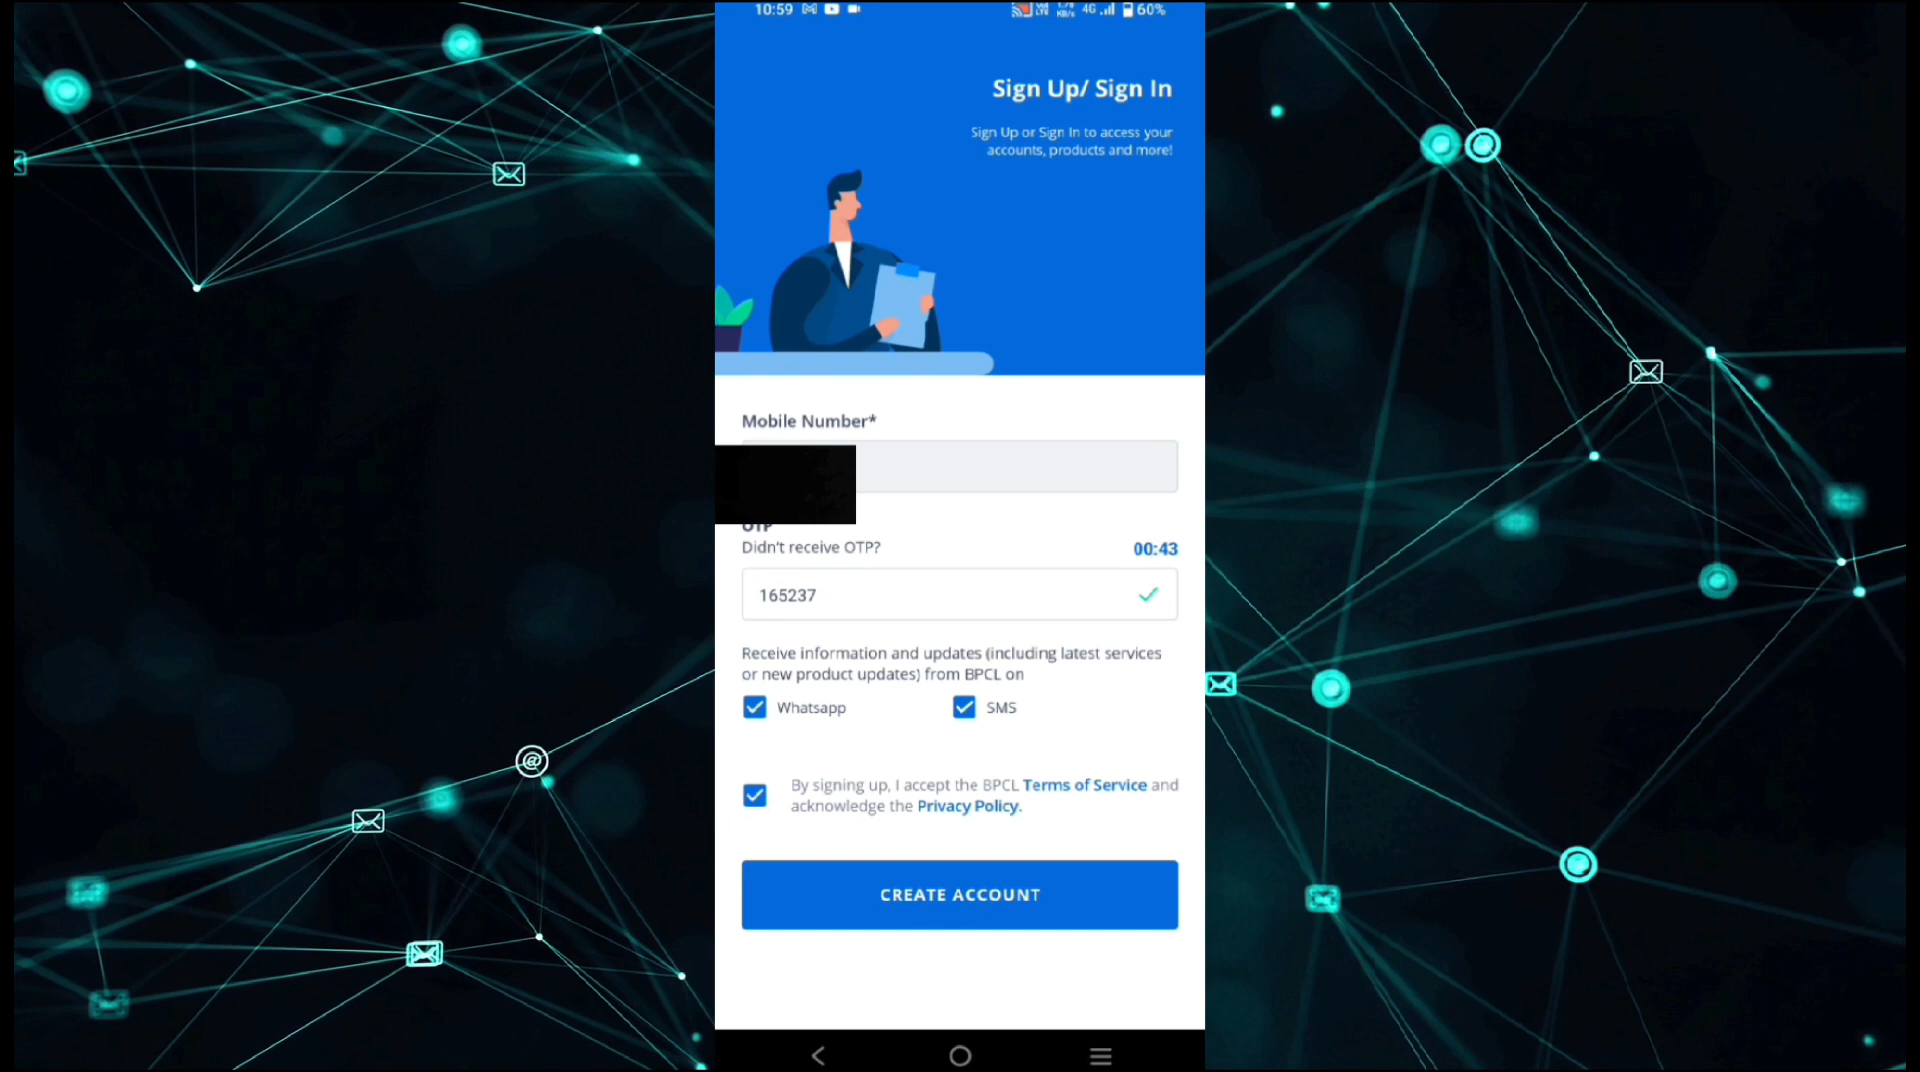 10:59 4G 60%
Sign Up/ Sign In
Sign Up or Sign In to access your
accounts, products and more!
Mobile Number*
OTP
Didn't receive OTP? 00:43
165237
Receive information and updates (including latest services
or new product updates) from BPCL on
Whatsapp SMS
By signing up, I accept the BPCL Terms of Service and
acknowledge the Privacy Policy.
CREATE ACCOUNT